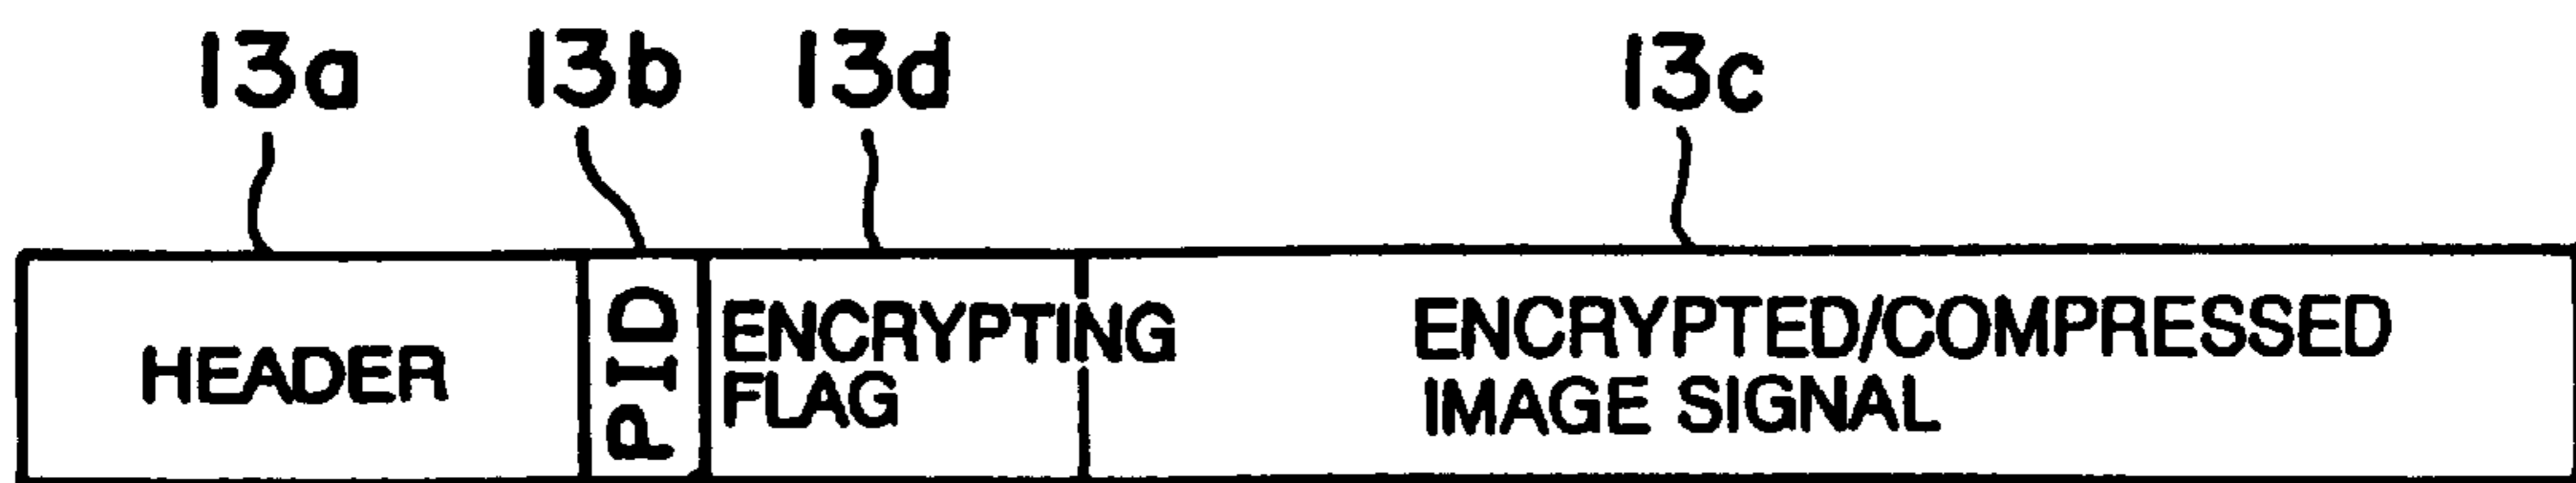 13a 13b 13d 13c
HEADER PID ENCRYPTING FLAG ENCRYPTED/COMPRESSED IMAGE SIGNAL